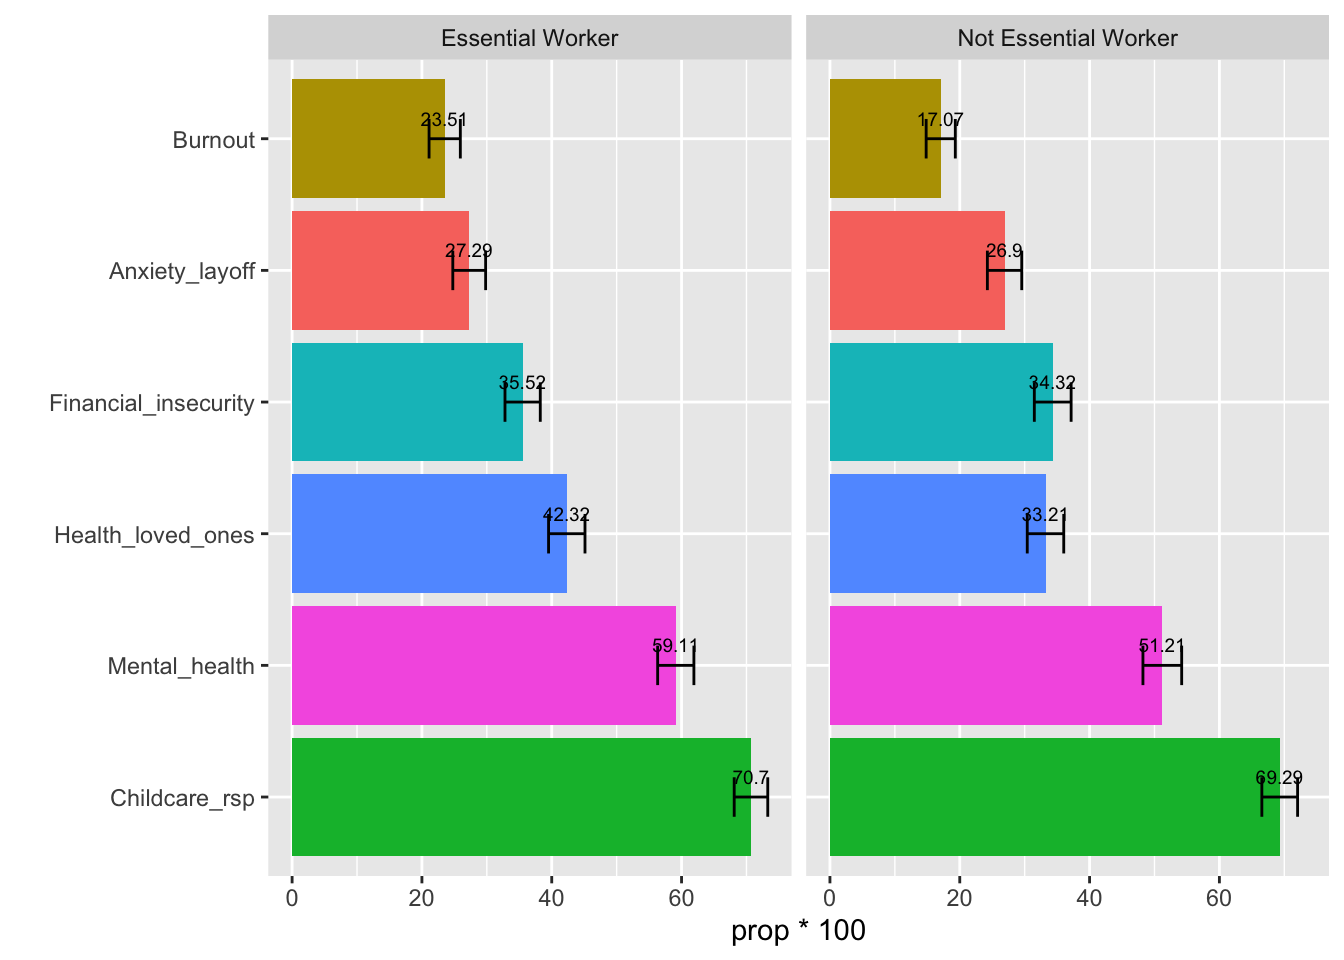 Essential Worker
Not Essential Worker
Burnout
23.51
17.07
Anxiety_layoff
27.29
26.9
Financial_insecurity
35.52
34.32
Health_loved_ones
42.32
33.21
Mental_health
59.11
51.21
Childcare_rsp
70.7
69.29
0 20 40 60
0 20 40 60
prop * 100